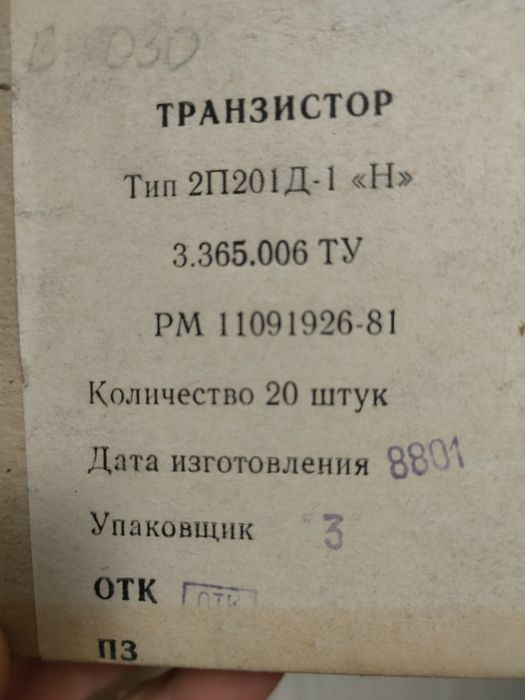 ТРАНЗИСТОР
Тип 2П201Д-1 «Н»
3.365.006 ТУ
РМ 11091926-81
Количество 20 штук
Дата изготовления 8801
Упаковщик 3
ОТК ОТК
ПЗ